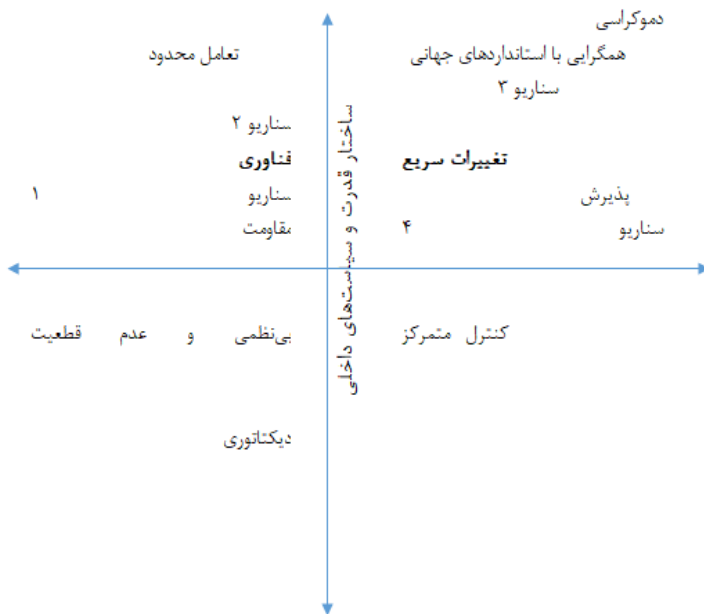 دموکراسی
همگرایی با استانداردهای جهانی
سناریو ۳
تغییرات سریع
پذیرش
سناریو ۴
کنترل متمرکز
ساختار قدرت و سیاست‌های داخلی
تعامل محدود
سناریو ۲
فناوری
سناریو ۱
مقاومت
بی‌نظمی و عدم قطعیت
دیکتاتوری